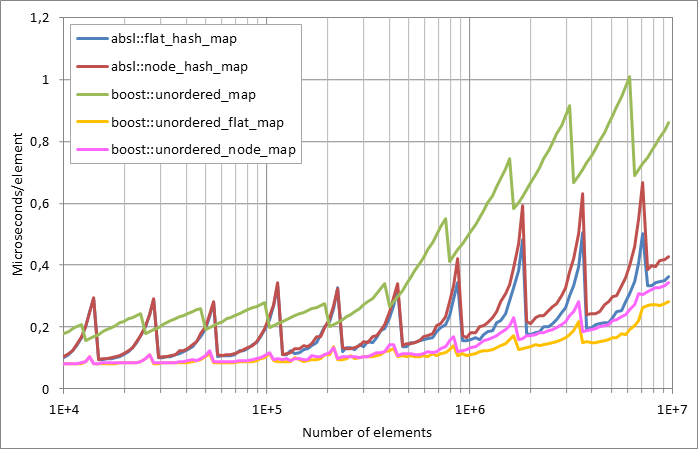 1,2
1
0,8
0,6
0,4
0,2
0
Microseconds/element
absl::flat_hash_map
absl::node_hash_map
boost::unordered_map
boost::unordered_flat_map
boost::unordered_node_map
1E+4 1E+5 1E+6 1E+7
Number of elements